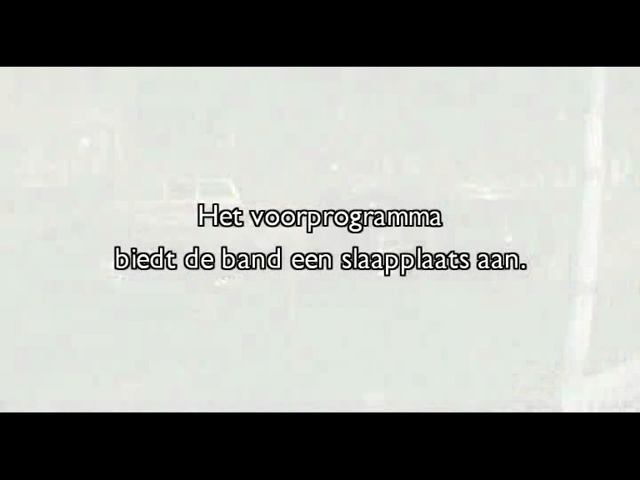 Het voorprogramma
biedt de band een slaapplaats aan.